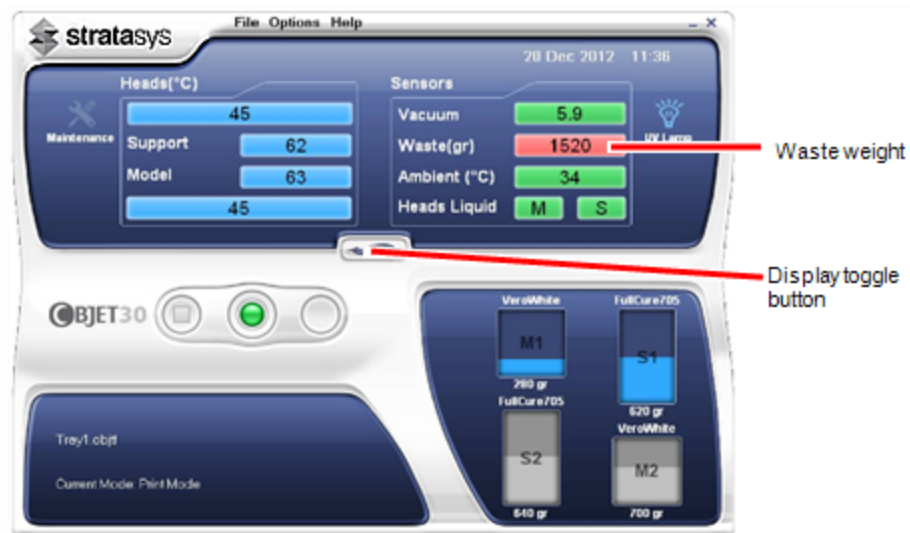 stratasys
File Options Help
20 Dec 2012 11:36
Heads(°C)
45
Support 62
Model 63
45
Maintenance
Sensors
Vacuum 5.9
Waste(gr) 1520
Ambient (°C) 34
Heads Liquid M S
UV Lamp
Waste weight
Display toggle
button
OBJET30
VeroWhite FullCure705
M1 S1
280 gr 620 gr
FullCure705 VeroWhite
S2 M2
640 gr 700 gr
Tray1.objtf
Current Mode: Print Mode